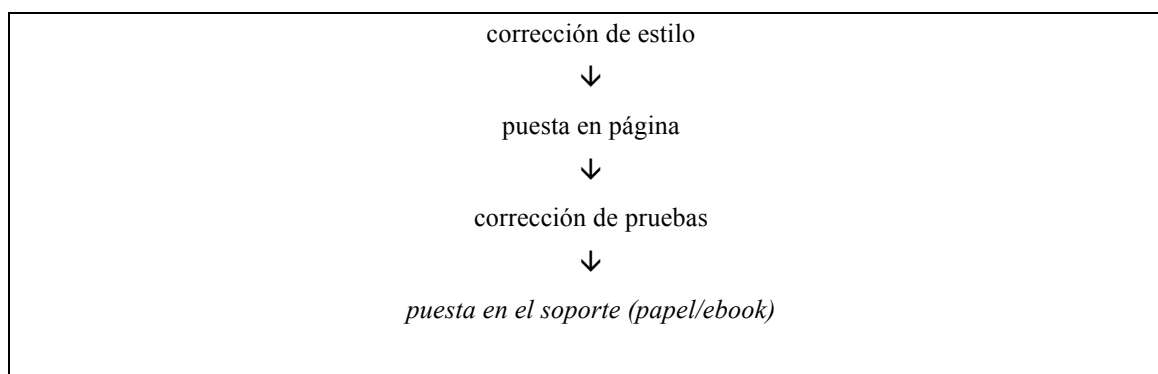 corrección de estilo
↓
puesta en página
↓
corrección de pruebas
↓
puesta en el soporte (papel/ebook)